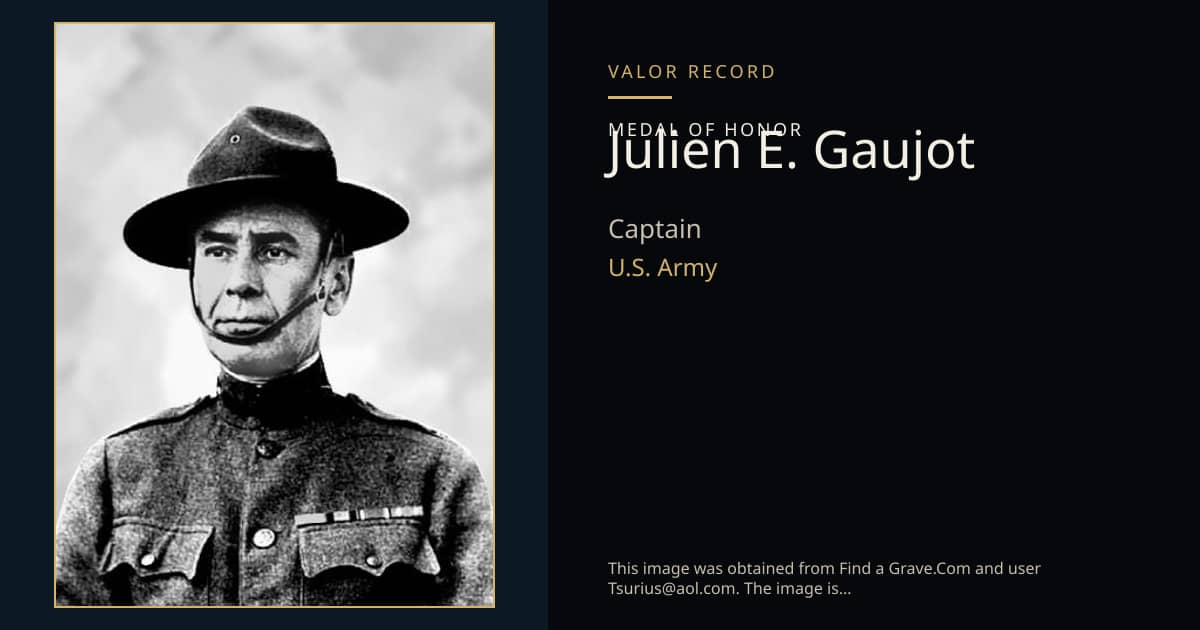 VALOR RECORD
MEDAL OF HONOR
Julien E. Gaujot
Captain
U.S. Army
This image was obtained from Find a Grave.Com and user
Tsurius@aol.com. The image is...